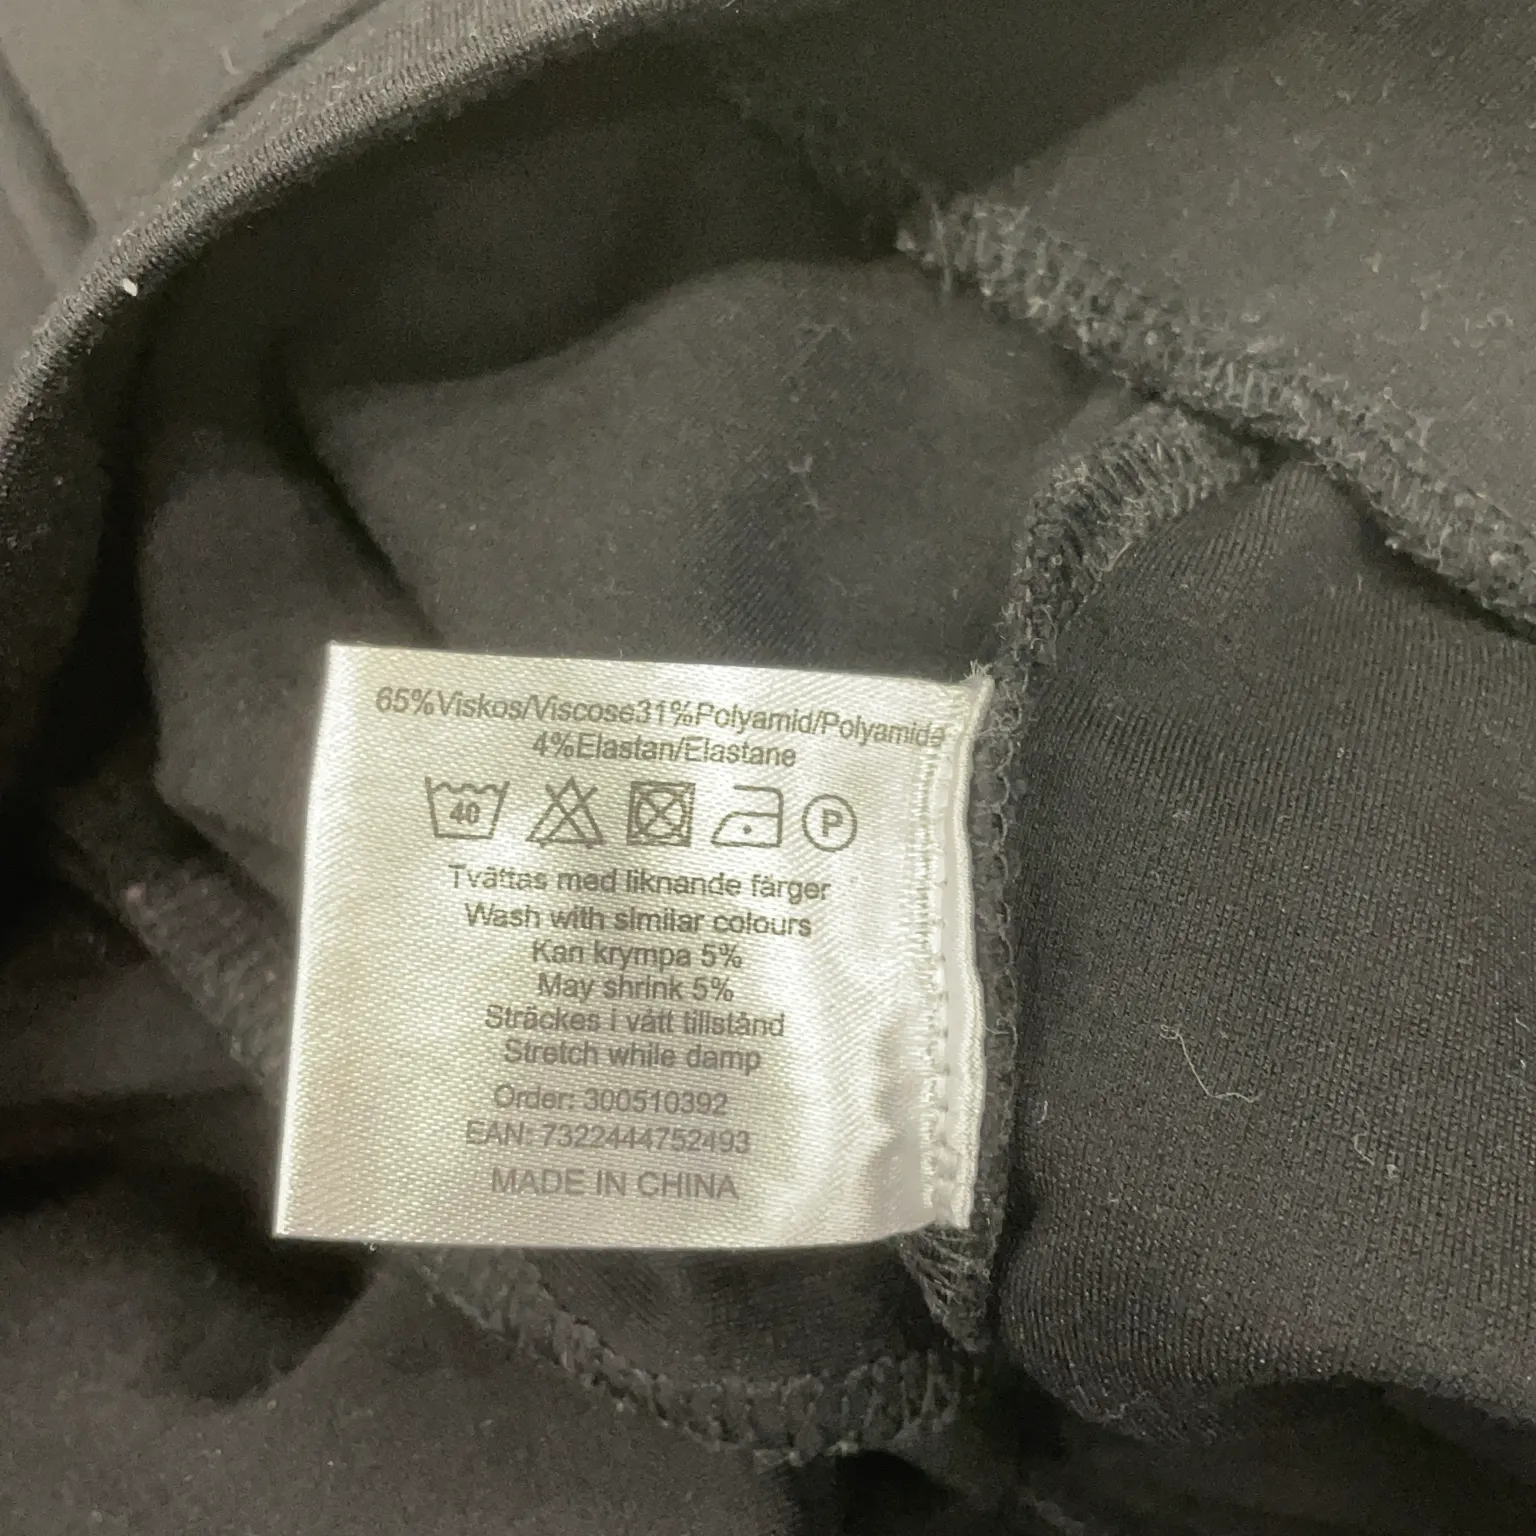 65%Viskos/Viscose31%Polyamid/Polyamide
4%Elastan/Elastane
40 P
Tvättas med liknande färger
Wash with similar colours
Kan krympa 5%
May shrink 5%
Sträckes i vått tillstånd
Stretch while damp
Order: 300510392
EAN: 7322444752493
MADE IN CHINA